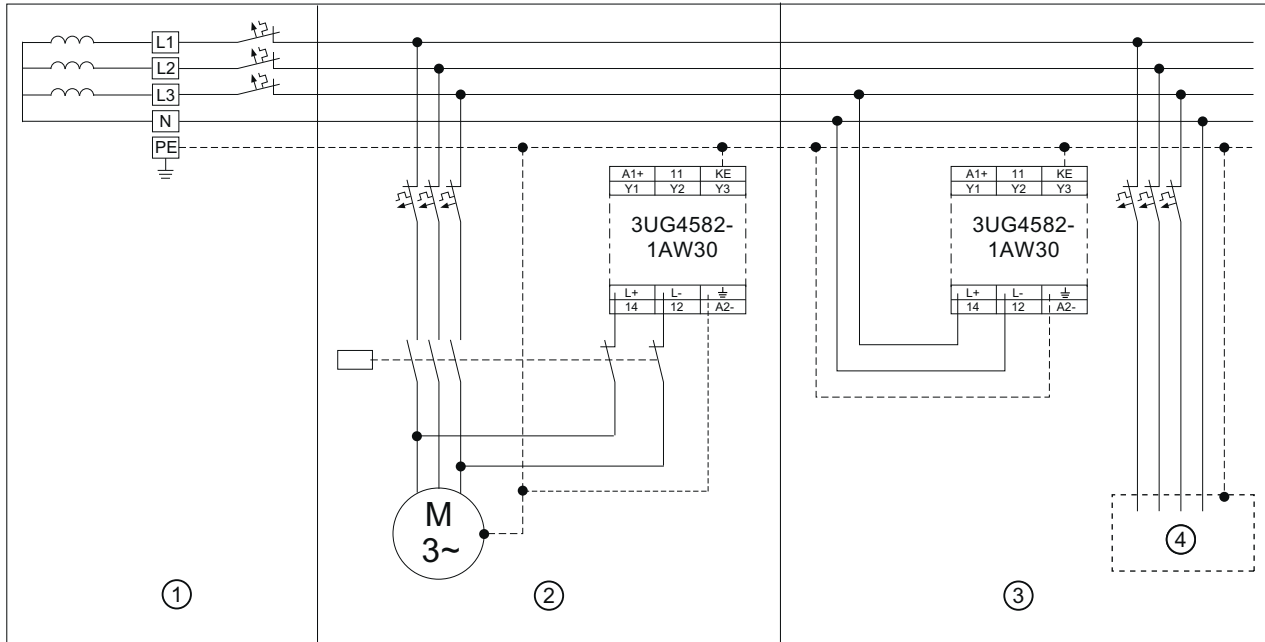 L1
L2
L3
N
PE
A1+ 11 KE
Y1 Y2 Y3
3UG4582-
1AW30
L+ L-
14 12 A2-
M
3~
A1+ 11 KE
Y1 Y2 Y3
3UG4582-
1AW30
L+ L-
14 12 A2-
4
1
2
3